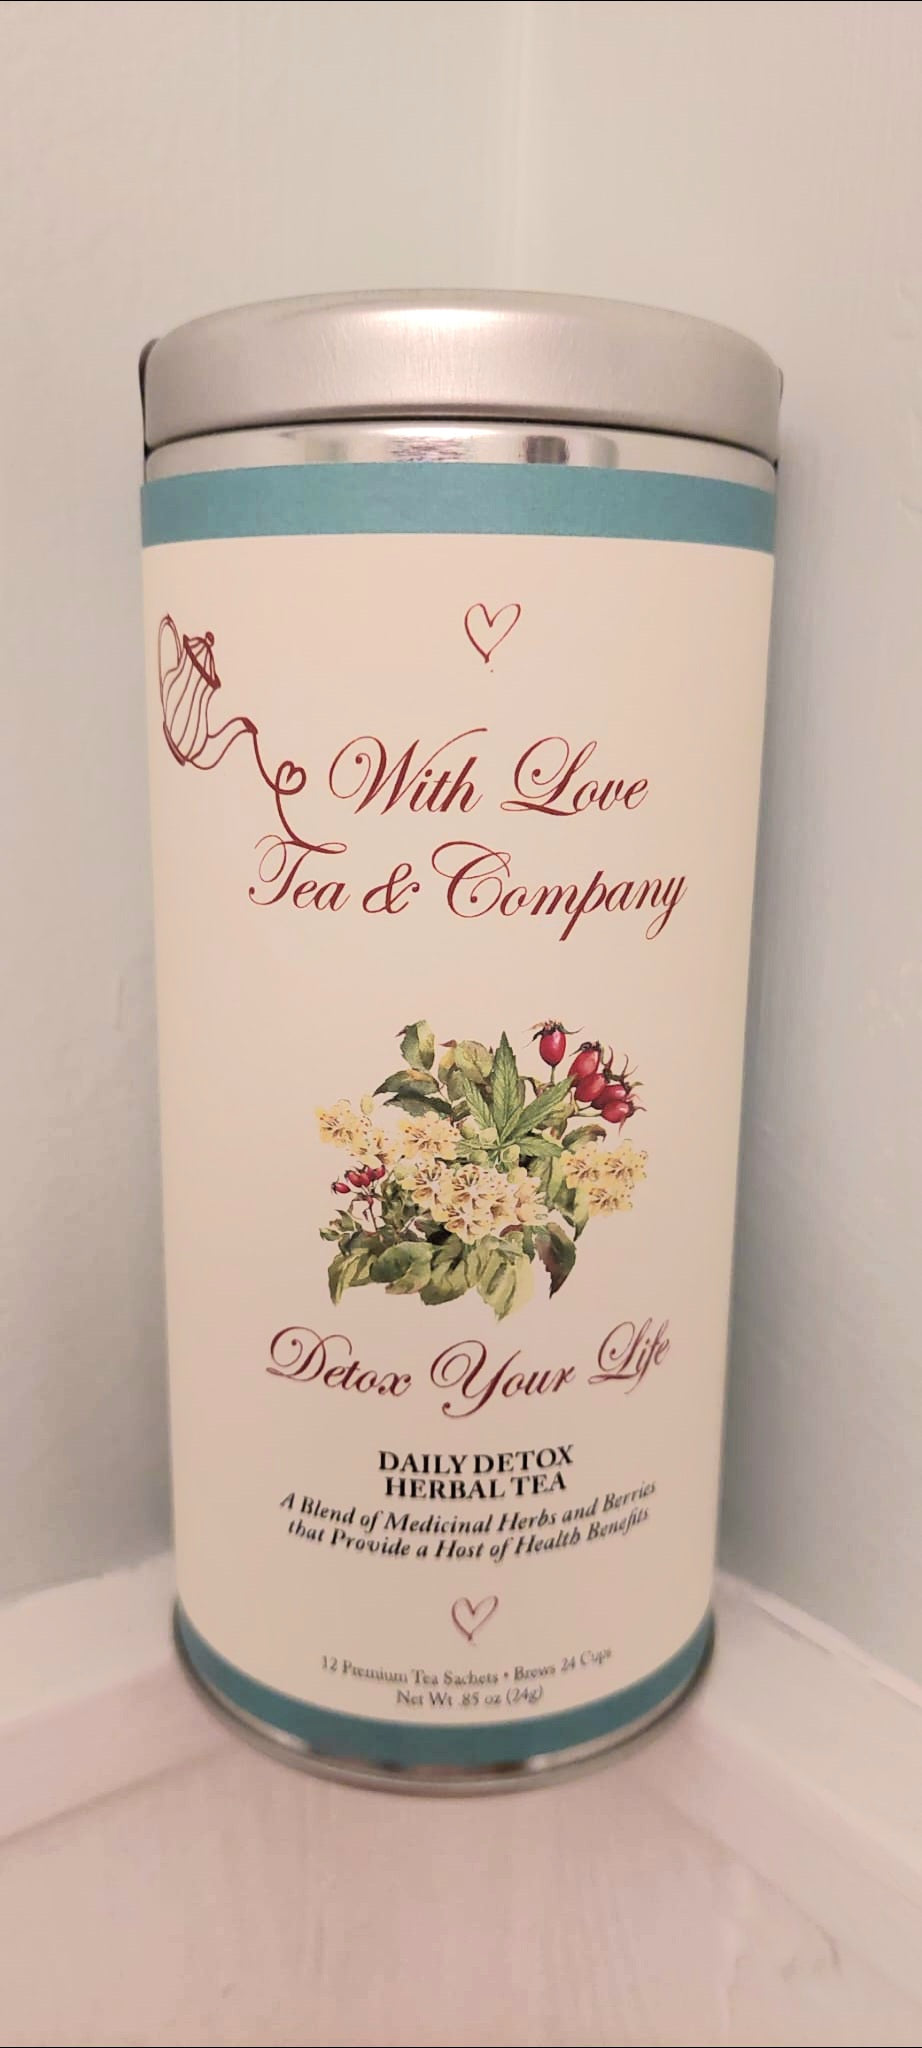 With Love
Tea & Company
Detox Your Life
DAILY DETOX
HERBAL TEA
A Blend of Medicinal Herbs and Berries
that Provide a Host of Health Benefits
12 Premium Tea Sachets • Brews 24 Cups
Net Wt .85 oz (24g)